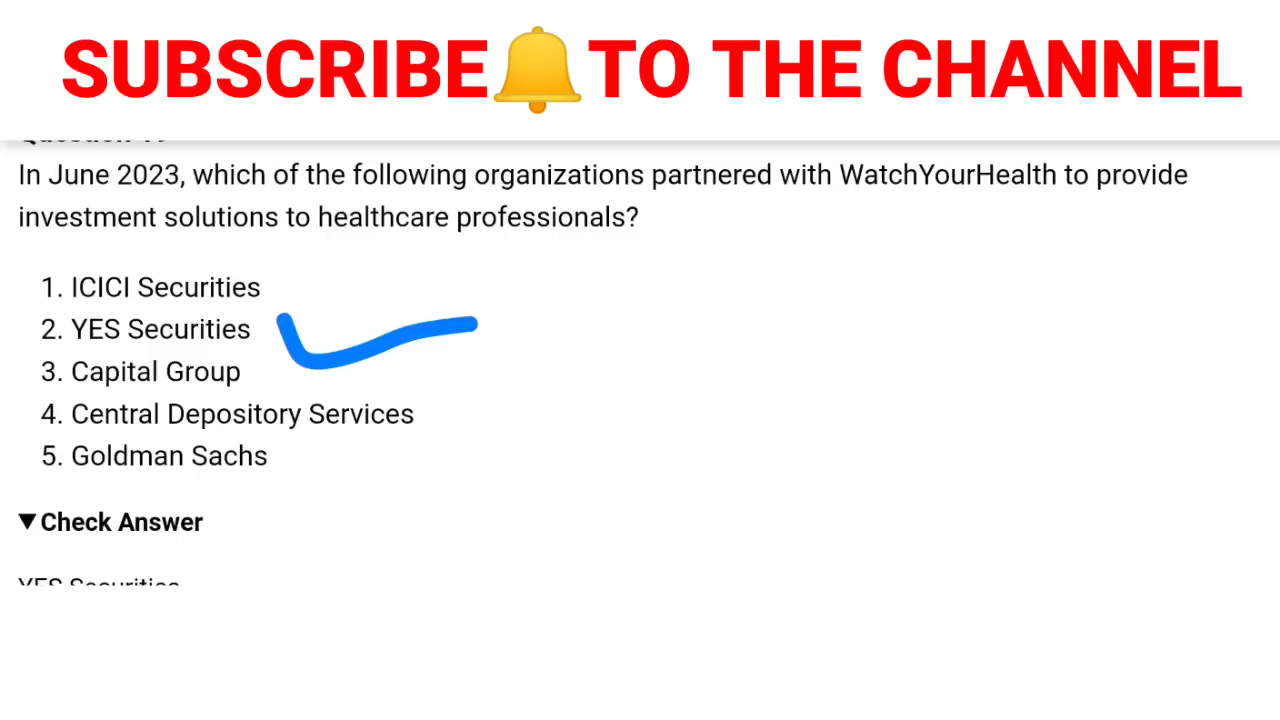 SUBSCRIBE🔔TO THE CHANNEL
In June 2023, which of the following organizations partnered with WatchYourHealth to provide
investment solutions to healthcare professionals?
1. ICICI Securities
2. YES Securities
3. Capital Group
4. Central Depository Services
5. Goldman Sachs
▼ Check Answer
YES Securities